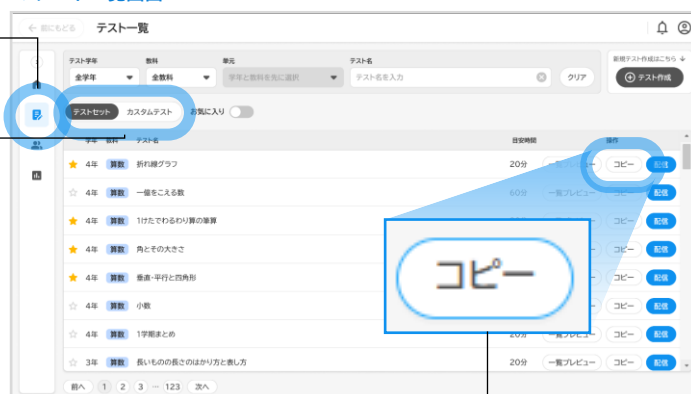 前にもどる テスト一覧
テスト学年 教科 単元 テスト名 新規テスト作成はこちら
全学年 全教科 学年と教科を先に選択 テスト名を入力 クリア テスト作成
テストセット カスタムテスト お気に入り
学年 教科 テスト名 目安時間 操作
4年 算数 折れ線グラフ 20分 一覧プレビュー コピー 配信
4年 算数 一億をこえる数 60分 一覧プレビュー コピー 配信
4年 算数 1けたでわるわり算の筆算 コピー 配信
4年 算数 角とその大きさ コピー 配信
4年 算数 垂直・平行と四角形 コピー 配信
4年 算数 小数 コピー 配信
4年 算数 1学期まとめ 20分 一覧プレビュー コピー 配信
3年 算数 長いものの長さのはかり方と表し方 20分 一覧プレビュー コピー 配信
コピー
前へ 1 2 3 … 123 次へ